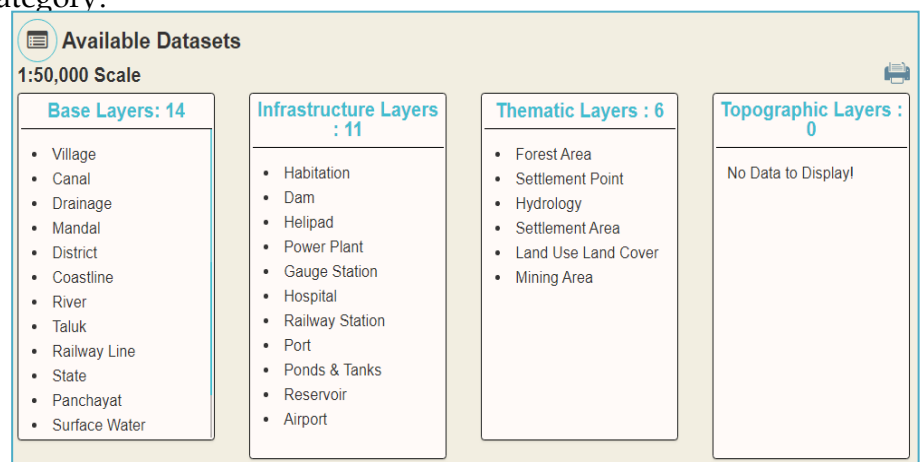 ategory:
Available Datasets
1:50,000 Scale
Base Layers: 14
• Village
• Canal
• Drainage
• Mandal
• District
• Coastline
• River
• Taluk
• Railway Line
• State
• Panchayat
• Surface Water
Infrastructure Layers
: 11
• Habitation
• Dam
• Helipad
• Power Plant
• Gauge Station
• Hospital
• Railway Station
• Port
• Ponds & Tanks
• Reservoir
• Airport
Thematic Layers : 6
• Forest Area
• Settlement Point
• Hydrology
• Settlement Area
• Land Use Land Cover
• Mining Area
Topographic Layers :
0
No Data to Display!